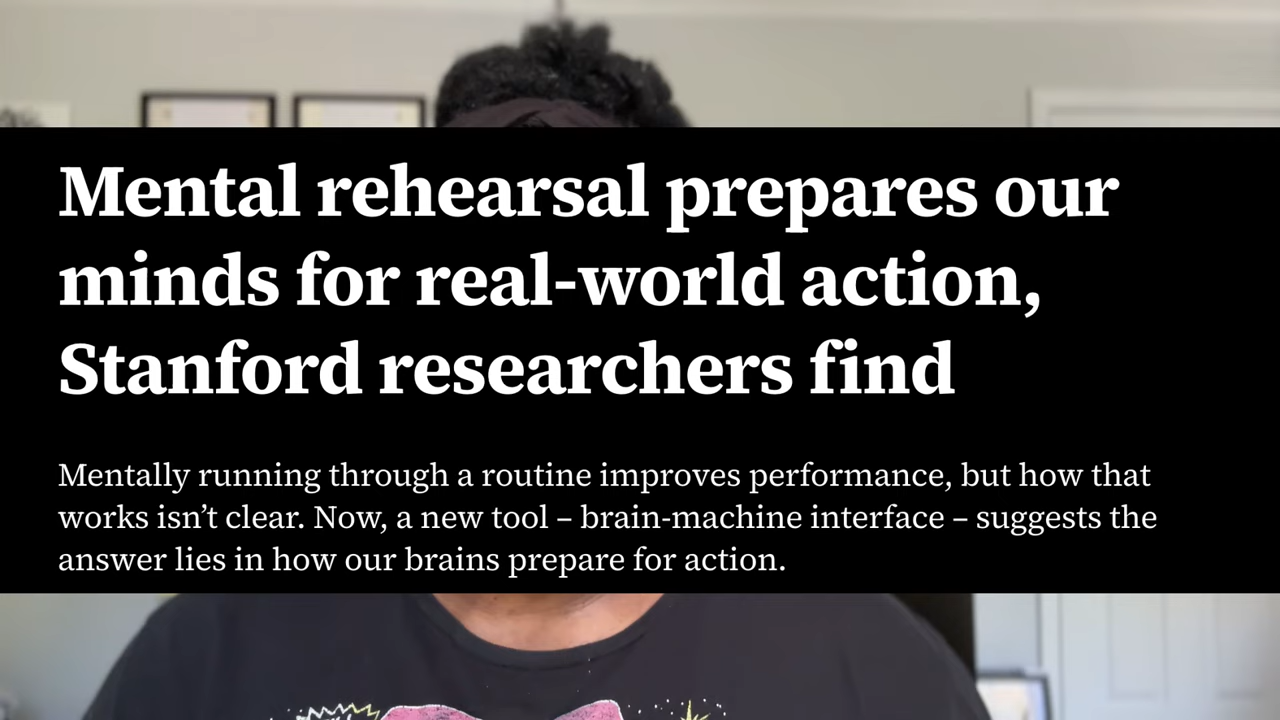 Mental rehearsal prepares our
minds for real-world action,
Stanford researchers find
Mentally running through a routine improves performance, but how that
works isn’t clear. Now, a new tool – brain-machine interface – suggests the
answer lies in how our brains prepare for action.